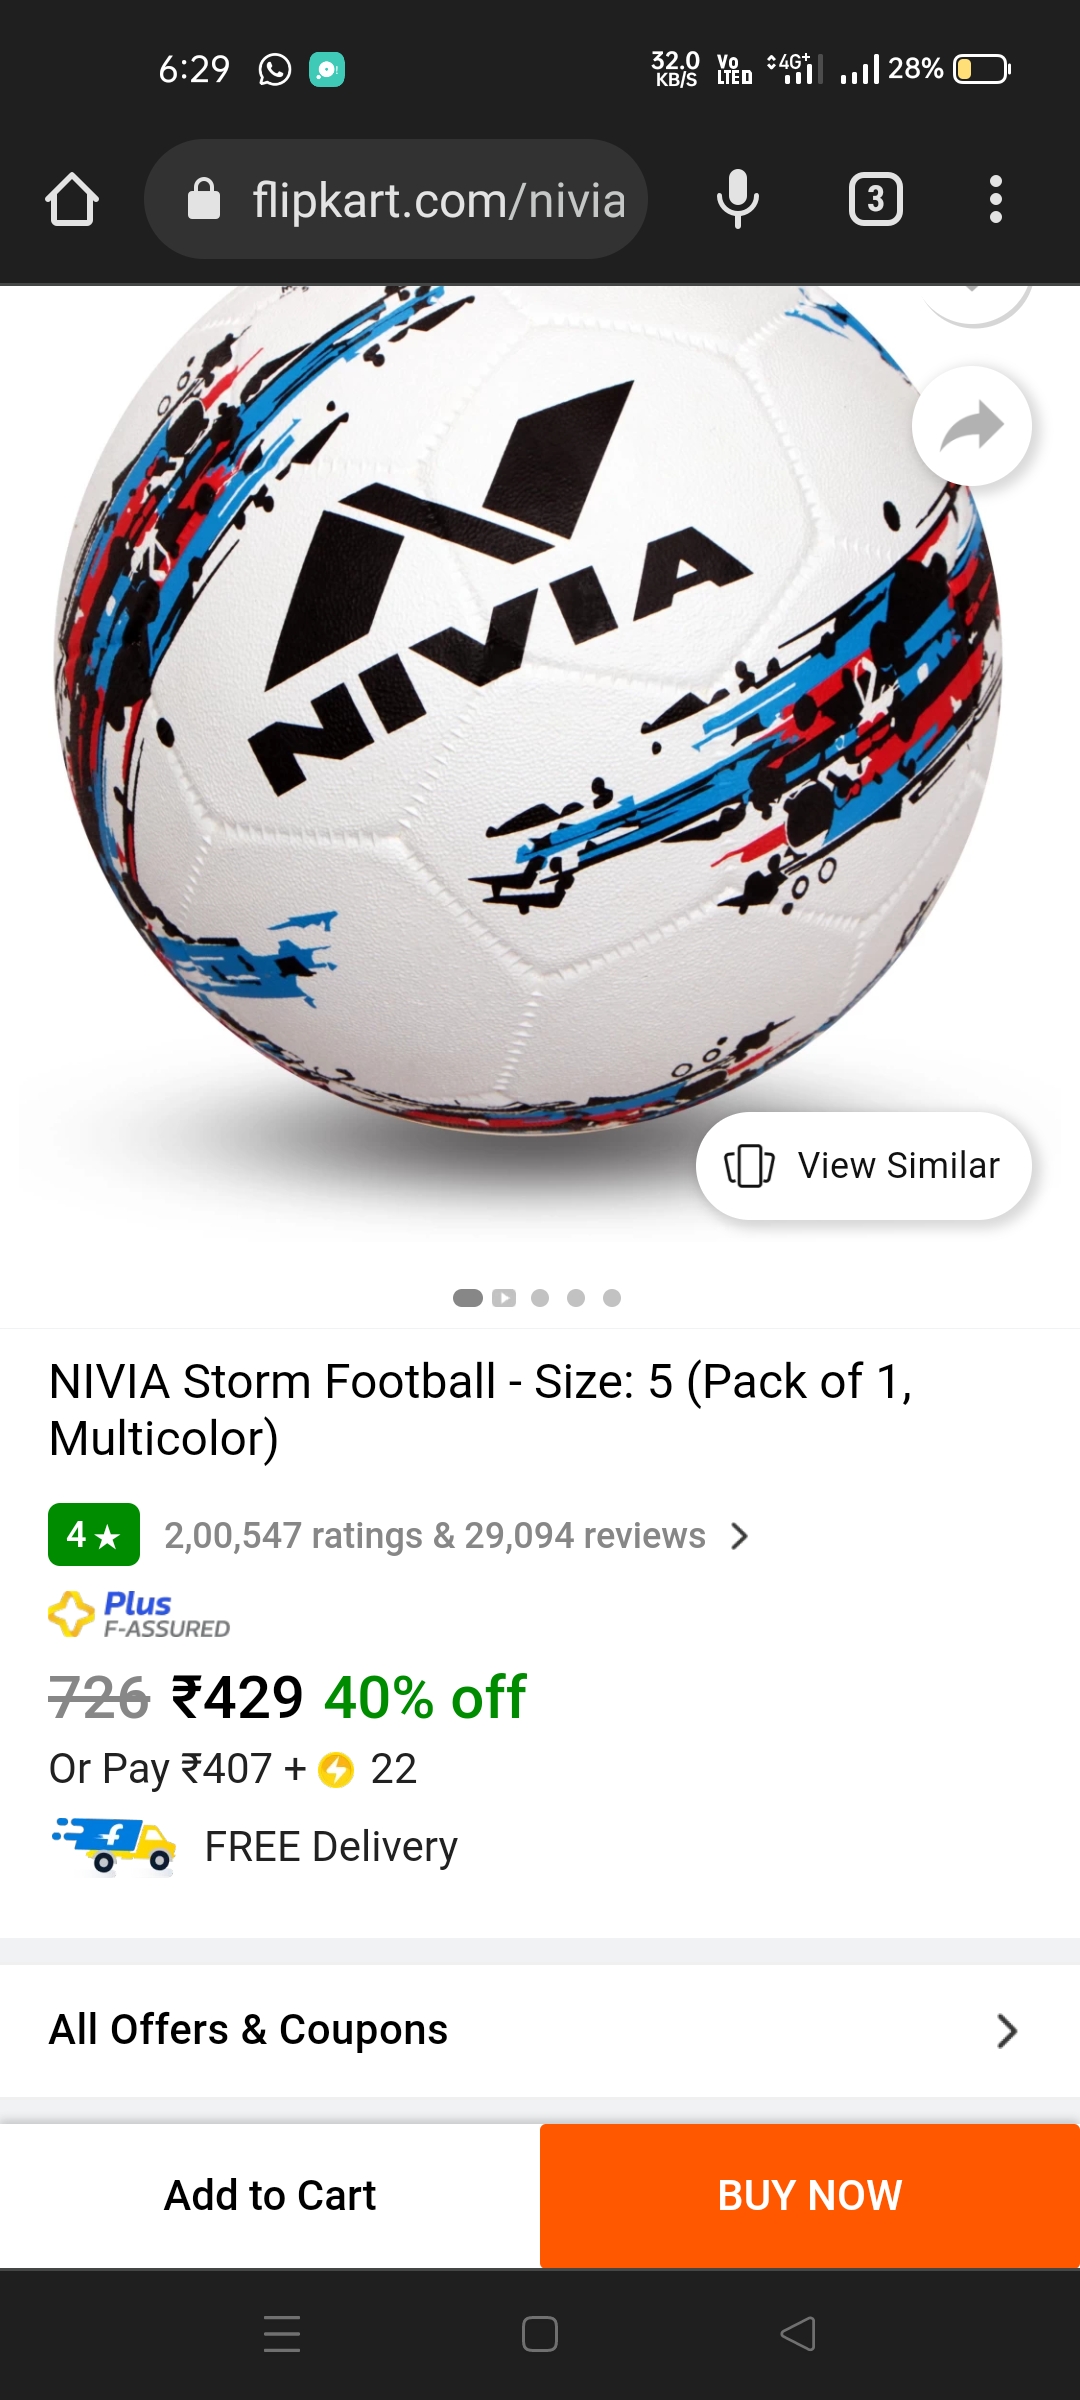 6:29
32.0 KB/S
Vo LTED
4G+
28%
flipkart.com/nivia
3
NIVIA
View Similar
NIVIA Storm Football - Size: 5 (Pack of 1,
Multicolor)
4★ 2,00,547 ratings & 29,094 reviews
Plus
F-ASSURED
726 ₹429 40% off
Or Pay ₹407 + 22
f FREE Delivery
All Offers & Coupons
Add to Cart
BUY NOW